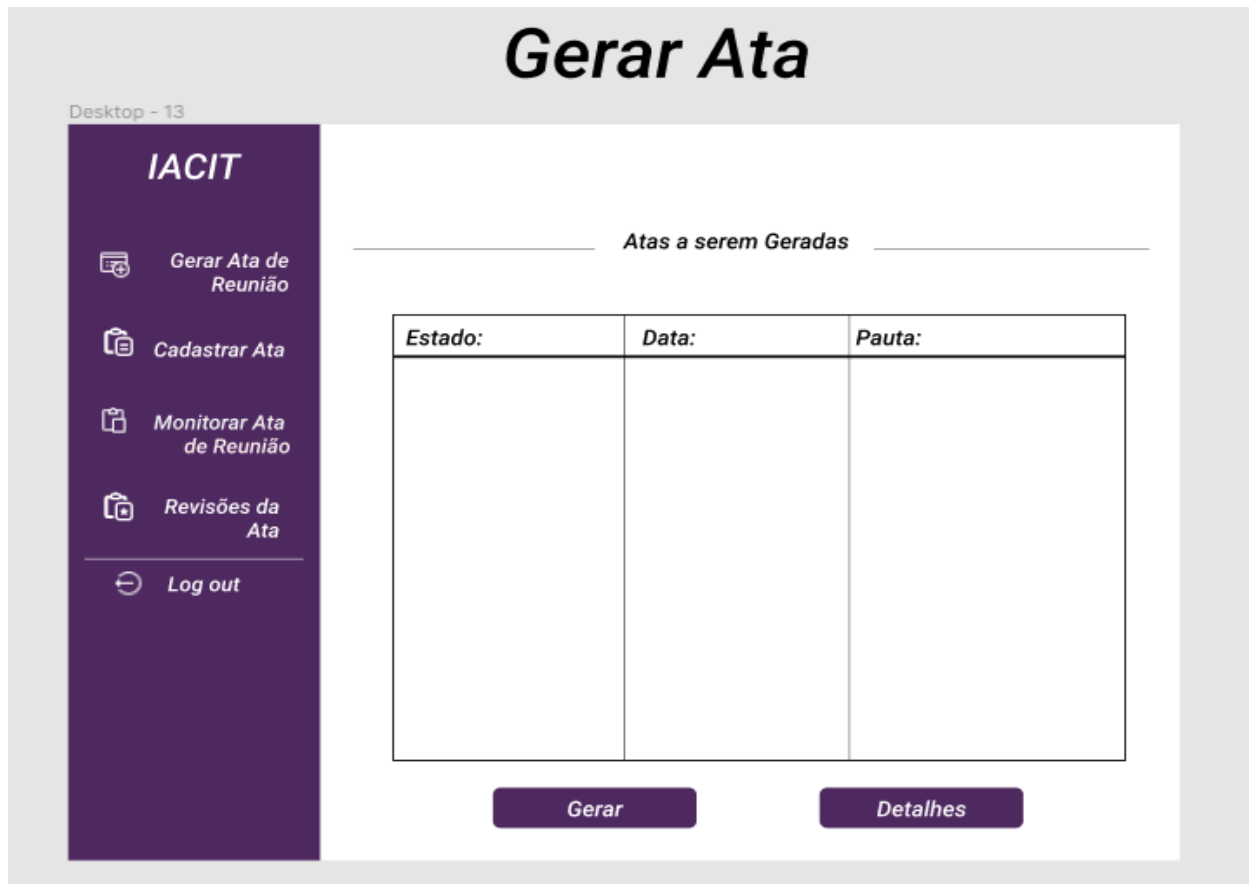 Gerar Ata
Desktop - 13
IACIT
Gerar Ata de
Reunião
Cadastrar Ata
Monitorar Ata
de Reunião
Revisões da
Ata
Log out
Atas a serem Geradas
Estado: Data: Pauta:
Gerar Detalhes